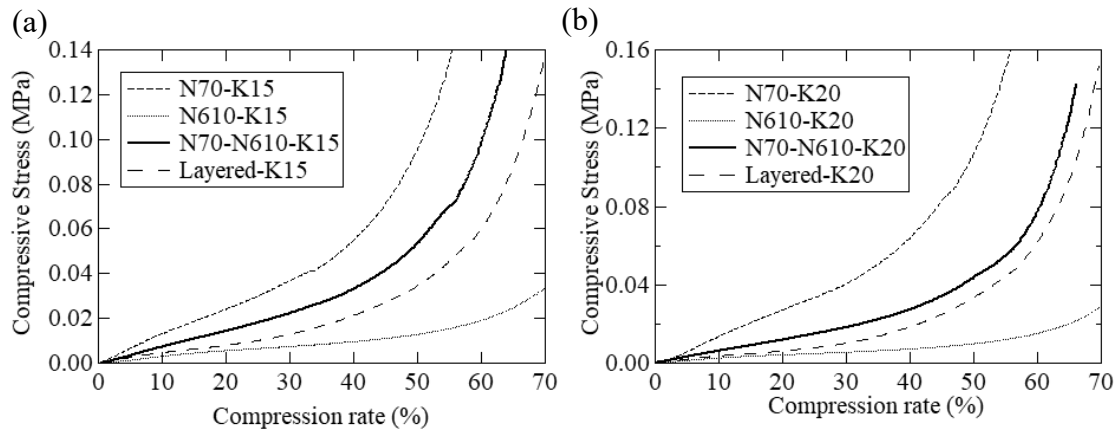 (a)
0.14
0.12
0.10
0.08
0.06
0.04
0.02
0.00
Compressive Stress (MPa)
N70-K15
N610-K15
N70-N610-K15
Layered-K15
0 10 20 30 40 50 60 70
Compression rate (%)
(b)
0.16
0.12
0.08
0.04
0.00
Compressive Stress (MPa)
N70-K20
N610-K20
N70-N610-K20
Layered-K20
0 10 20 30 40 50 60 70
Compression rate (%)